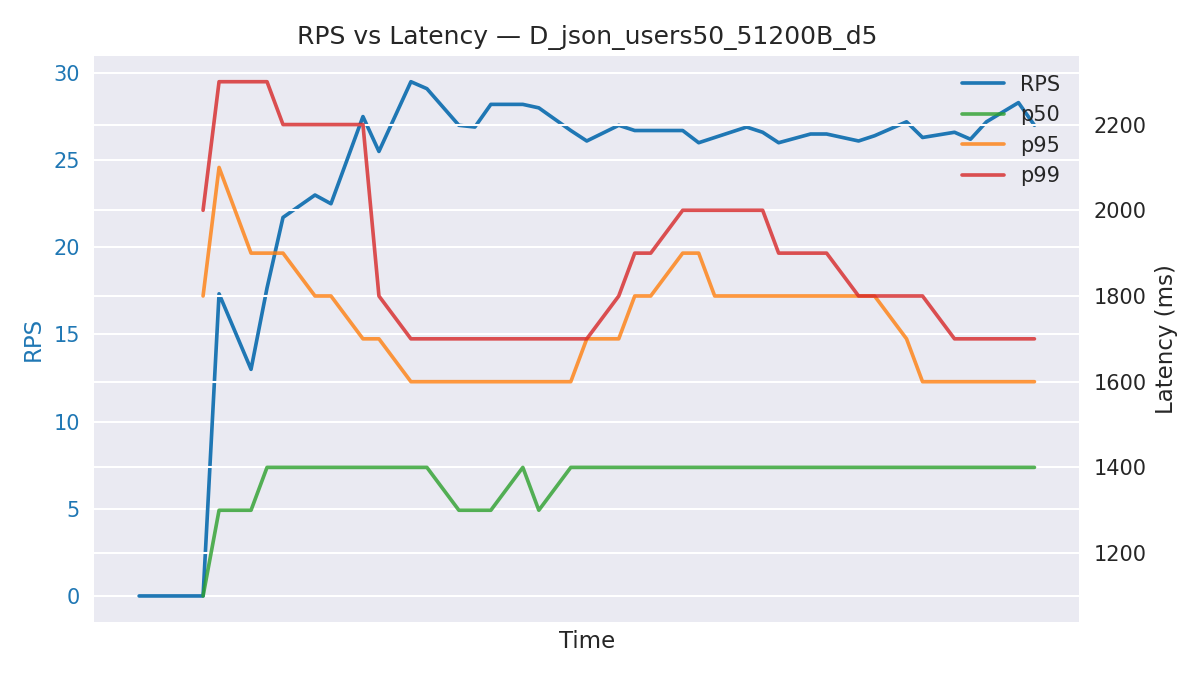 RPS vs Latency — D_json_users50_51200B_d5
30
25
20
15
10
5
0
RPS
RPS
p50
p95
p99
2200
2000
1800
1600
1400
1200
Latency (ms)
Time